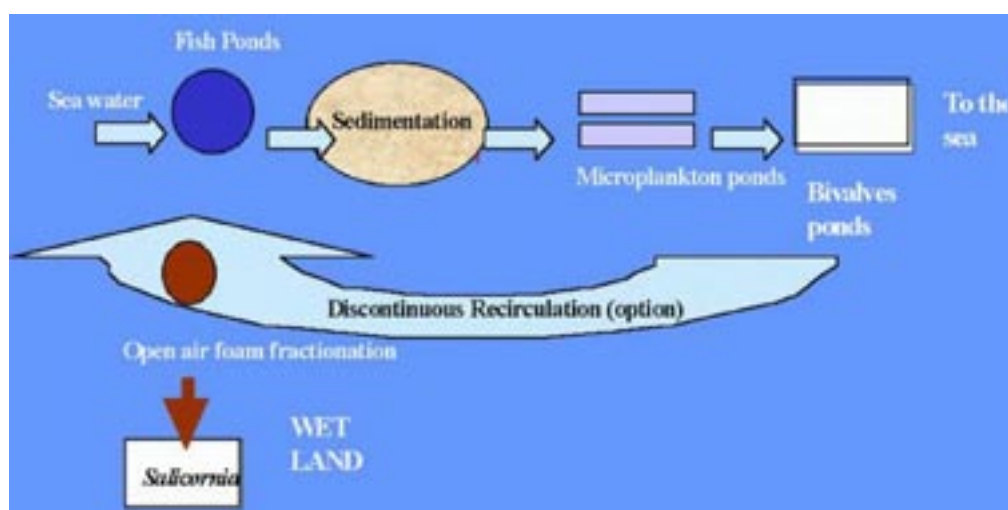 Fish Ponds
Sea water
Sedimentation
To the
sea
Microplankton ponds
Bivalves
ponds
Discontinuous Recirculation (option)
Open air foam fractionation
WET
LAND
Salicornia